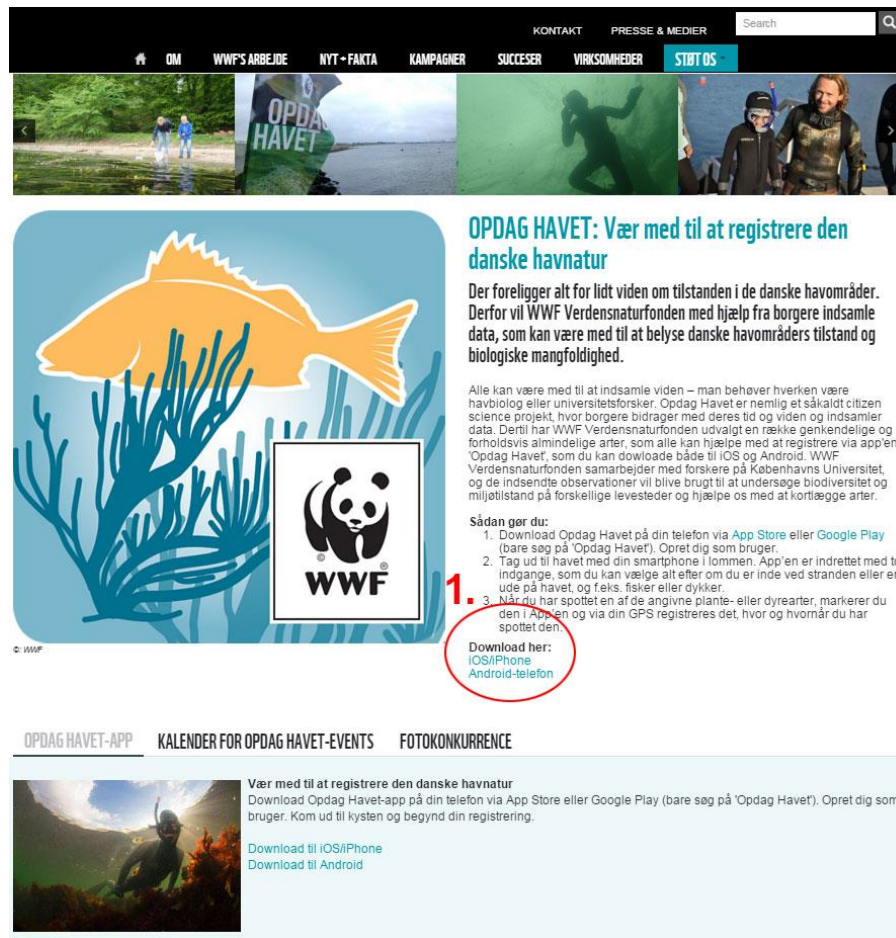 KONTAKT PRESSE & MEDIER Search
OM WWF'S ARBEJDE NYT + FAKTA KAMPAGNER SUCCESER VIRKSOMHEDER STØT OS
OPDAG
HAVET
OPDAG HAVET: Vær med til at registrere den
danske havnatur
Der foreligger alt for lidt viden om tilstanden i de danske havområder.
Derfor vil WWF Verdensnaturfonden med hjælp fra borgere indsamle
data, som kan være med til at belyse danske havområders tilstand og
biologiske mangfoldighed.
Alle kan være med til at indsamle viden – man behøver hverken være
havbiolog eller universitetsforsker. Opdag Havet er nemlig et såkaldt citizen
science projekt, hvor borgere bidrager med deres tid og viden og indsamler
data. Dertil har WWF Verdensnaturfonden udvalgt en række genkendelige og
forholdsvis almindelige arter, som alle kan hjælpe med at registrere via app'en
'Opdag Havet', som du kan dowloade både til iOS og Android. WWF
Verdensnaturfonden samarbejder med forskere på Københavns Universitet,
og de indsendte observationer vil blive brugt til at undersøge biodiversitet og
miljøtilstand på forskellige levesteder og hjælpe os med at kortlægge arter.
Sådan gør du:
1. Download Opdag Havet på din telefon via App Store eller Google Play
(bare søg på 'Opdag Havet'). Opret dig som bruger.
2. Tag ud til havet med din smartphone i lommen. App'en er indrettet med to
indgange, som du kan vælge alt efter om du er inde ved stranden eller er
ude på havet, og f.eks. fisker eller dykker.
3. Når du har spottet en af de angivne plante- eller dyrearter, markerer du
den i App'en og via din GPS registreres det, hvor og hvornår du har
spottet den.
1.
Download her:
iOS/iPhone
Android-telefon
©
WWF
©: WWF
OPDAG HAVET-APP KALENDER FOR OPDAG HAVET-EVENTS FOTOKONKURRENCE
Vær med til at registrere den danske havnatur
Download Opdag Havet-app på din telefon via App Store eller Google Play (bare søg på 'Opdag Havet'). Opret dig som
bruger. Kom ud til kysten og begynd din registrering.
Download til iOS/iPhone
Download til Android